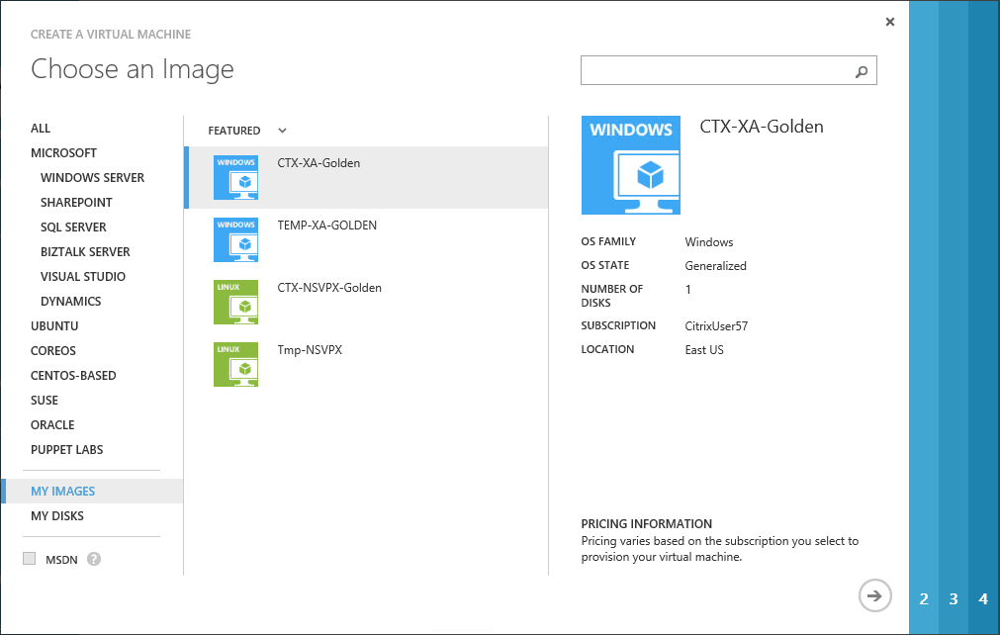 CREATE A VIRTUAL MACHINE
Choose an Image
ALL
MICROSOFT
WINDOWS SERVER
SHAREPOINT
SQL SERVER
BIZTALK SERVER
VISUAL STUDIO
DYNAMICS
UBUNTU
COREOS
CENTOS-BASED
SUSE
ORACLE
PUPPET LABS
MY IMAGES
MY DISKS
MSDN ?
FEATURED
WINDOWS
CTX-XA-Golden
WINDOWS
TEMP-XA-GOLDEN
LINUX
CTX-NSVPX-Golden
LINUX
Tmp-NSVPX
WINDOWS
CTX-XA-Golden
OS FAMILY Windows
OS STATE Generalized
NUMBER OF 1
DISKS
SUBSCRIPTION CitrixUser57
LOCATION East US
PRICING INFORMATION
Pricing varies based on the subscription you select to
provision your virtual machine.
2 3 4